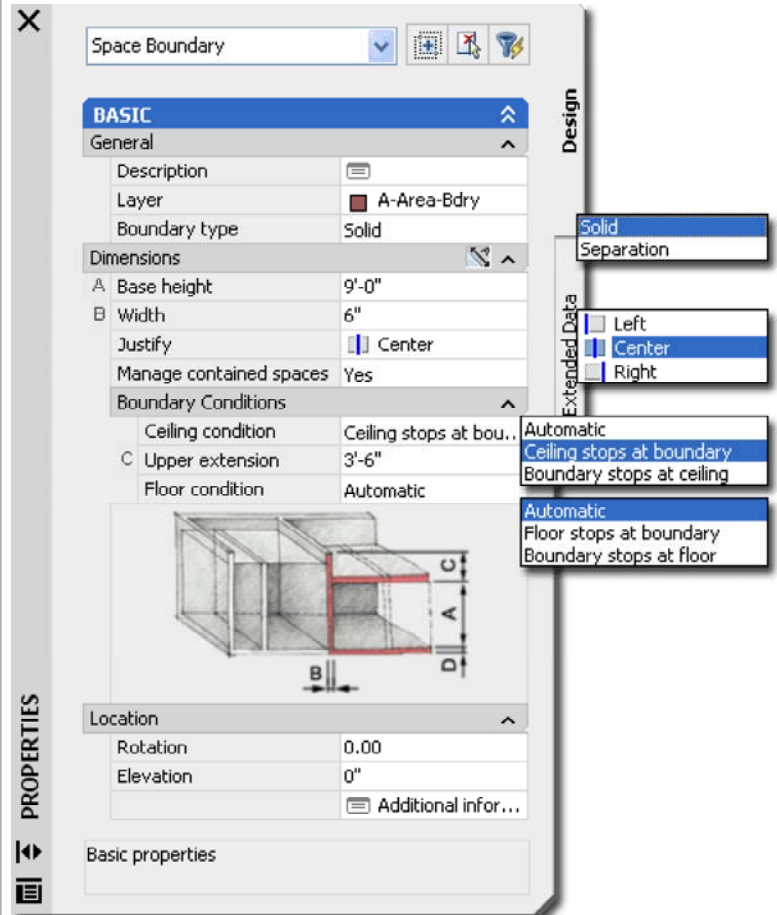 Space Boundary
Design
BASIC
General
Description
Layer A-Area-Bdry
Boundary type Solid
Solid
Separation
Dimensions
A Base height 9'-0"
B Width 6"
Justify Center
Left
Center
Right
Extended Data
Manage contained spaces Yes
Boundary Conditions
Ceiling condition Ceiling stops at bou..
Automatic
Ceiling stops at boundary
Boundary stops at ceiling
C Upper extension 3'-6"
Floor condition Automatic
Automatic
Floor stops at boundary
Boundary stops at floor
C
A
B
D
Location
Rotation 0.00
Elevation 0"
Additional infor...
PROPERTIES
Basic properties